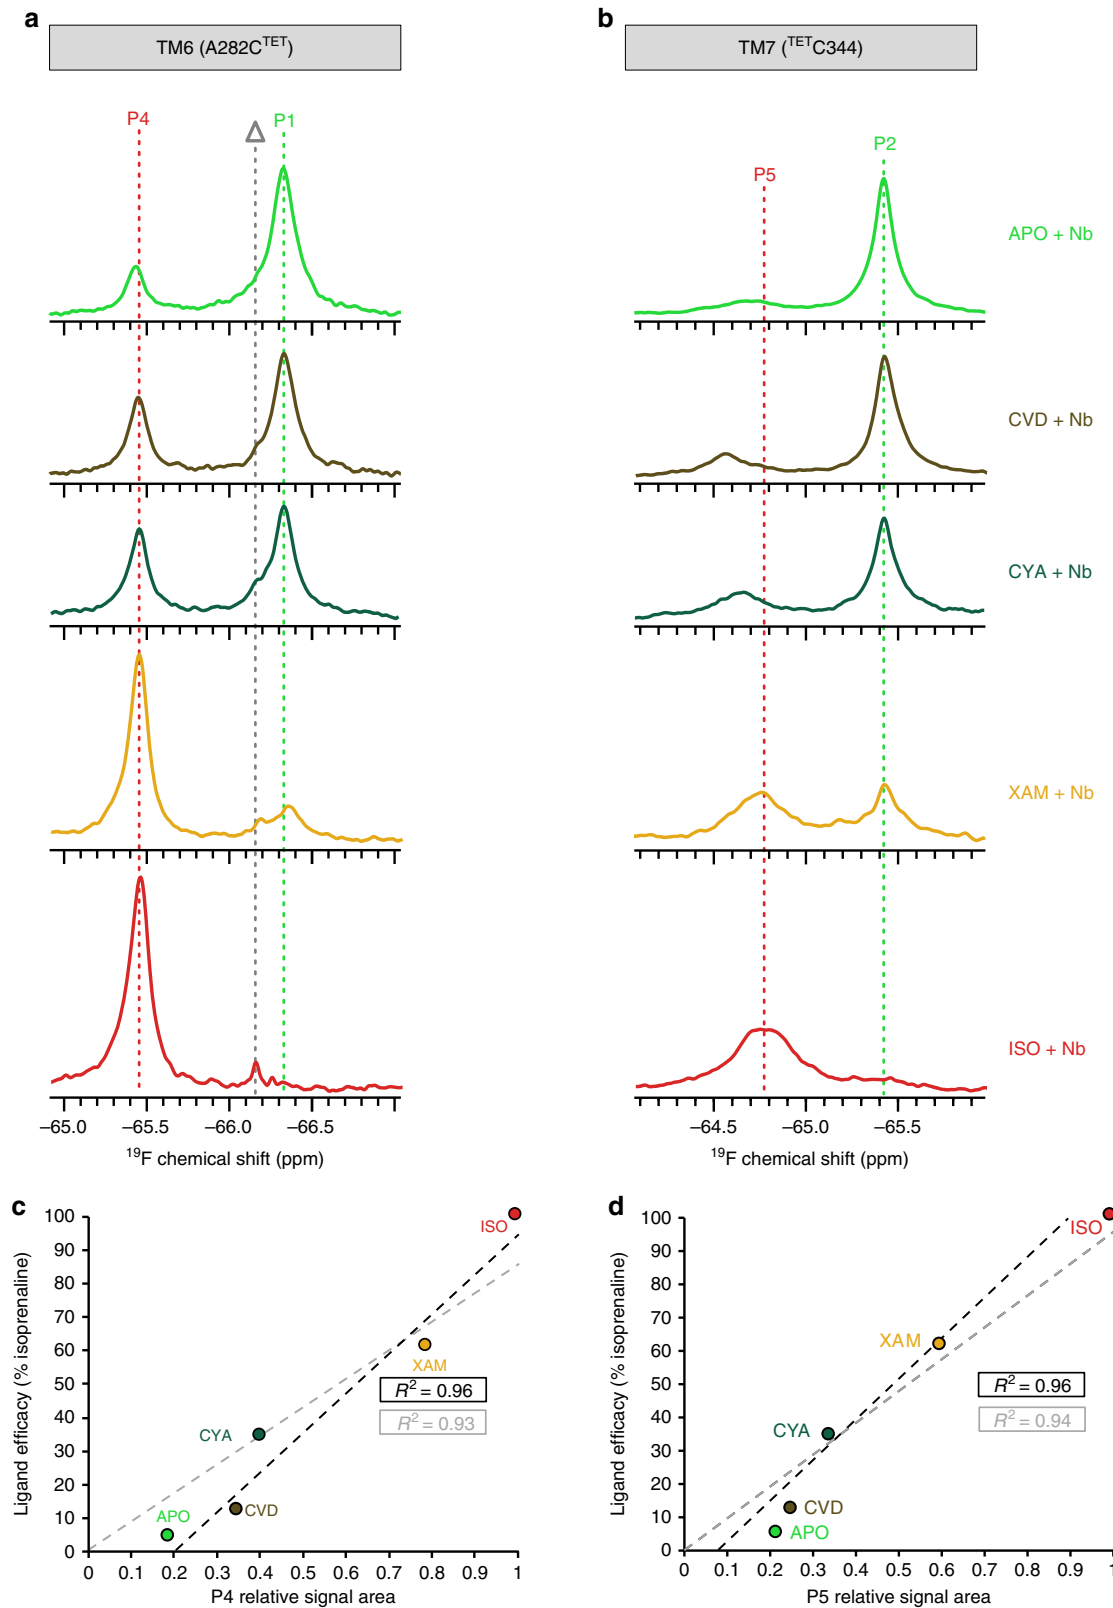 a
TM6 (A282C^TET)
P4
P1
b
TM7 (^TETC344)
P5
P2
APO + Nb
CVD + Nb
CYA + Nb
XAM + Nb
ISO + Nb
−65.0 −65.5 −66.0 −66.5
^19F chemical shift (ppm)
−64.5 −65.0 −65.5
^19F chemical shift (ppm)
c
Ligand efficacy (% isoprenaline)
100
90
80
70
60
50
40
30
20
10
0
0 0.1 0.2 0.3 0.4 0.5 0.6 0.7 0.8 0.9 1
P4 relative signal area
ISO
XAM
R² = 0.96
R² = 0.93
CYA
CVD
APO
d
Ligand efficacy (% isoprenaline)
100
90
80
70
60
50
40
30
20
10
0
0 0.1 0.2 0.3 0.4 0.5 0.6 0.7 0.8 0.9 1
P5 relative signal area
ISO
XAM
R² = 0.96
R² = 0.94
CYA
CVD
APO